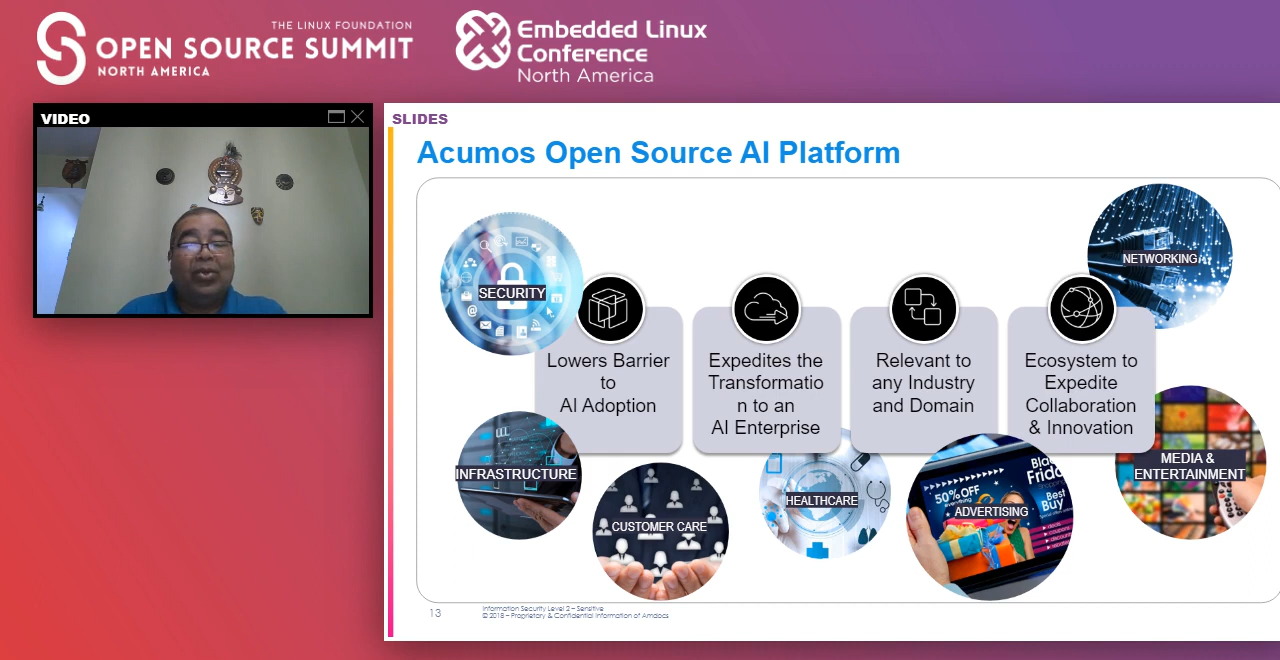 THE LINUX FOUNDATION
OPEN SOURCE SUMMIT
NORTH AMERICA
Embedded Linux
Conference
North America
VIDEO
SLIDES
Acumos Open Source AI Platform
SECURITY
NETWORKING
Lowers Barrier
to
AI Adoption
Expedites the
Transformatio
n to an
AI Enterprise
Relevant to
any Industry
and Domain
Ecosystem to
Expedite
Collaboration
& Innovation
INFRASTRUCTURE
CUSTOMER CARE
HEALTHCARE
50% OFF
Everything
Best
Buy
ADVERTISING
MEDIA &
ENTERTAINMENT
13
Information Security Level 2 – Sensitive
© 2018 – Proprietary & Confidential Information of Amdocs